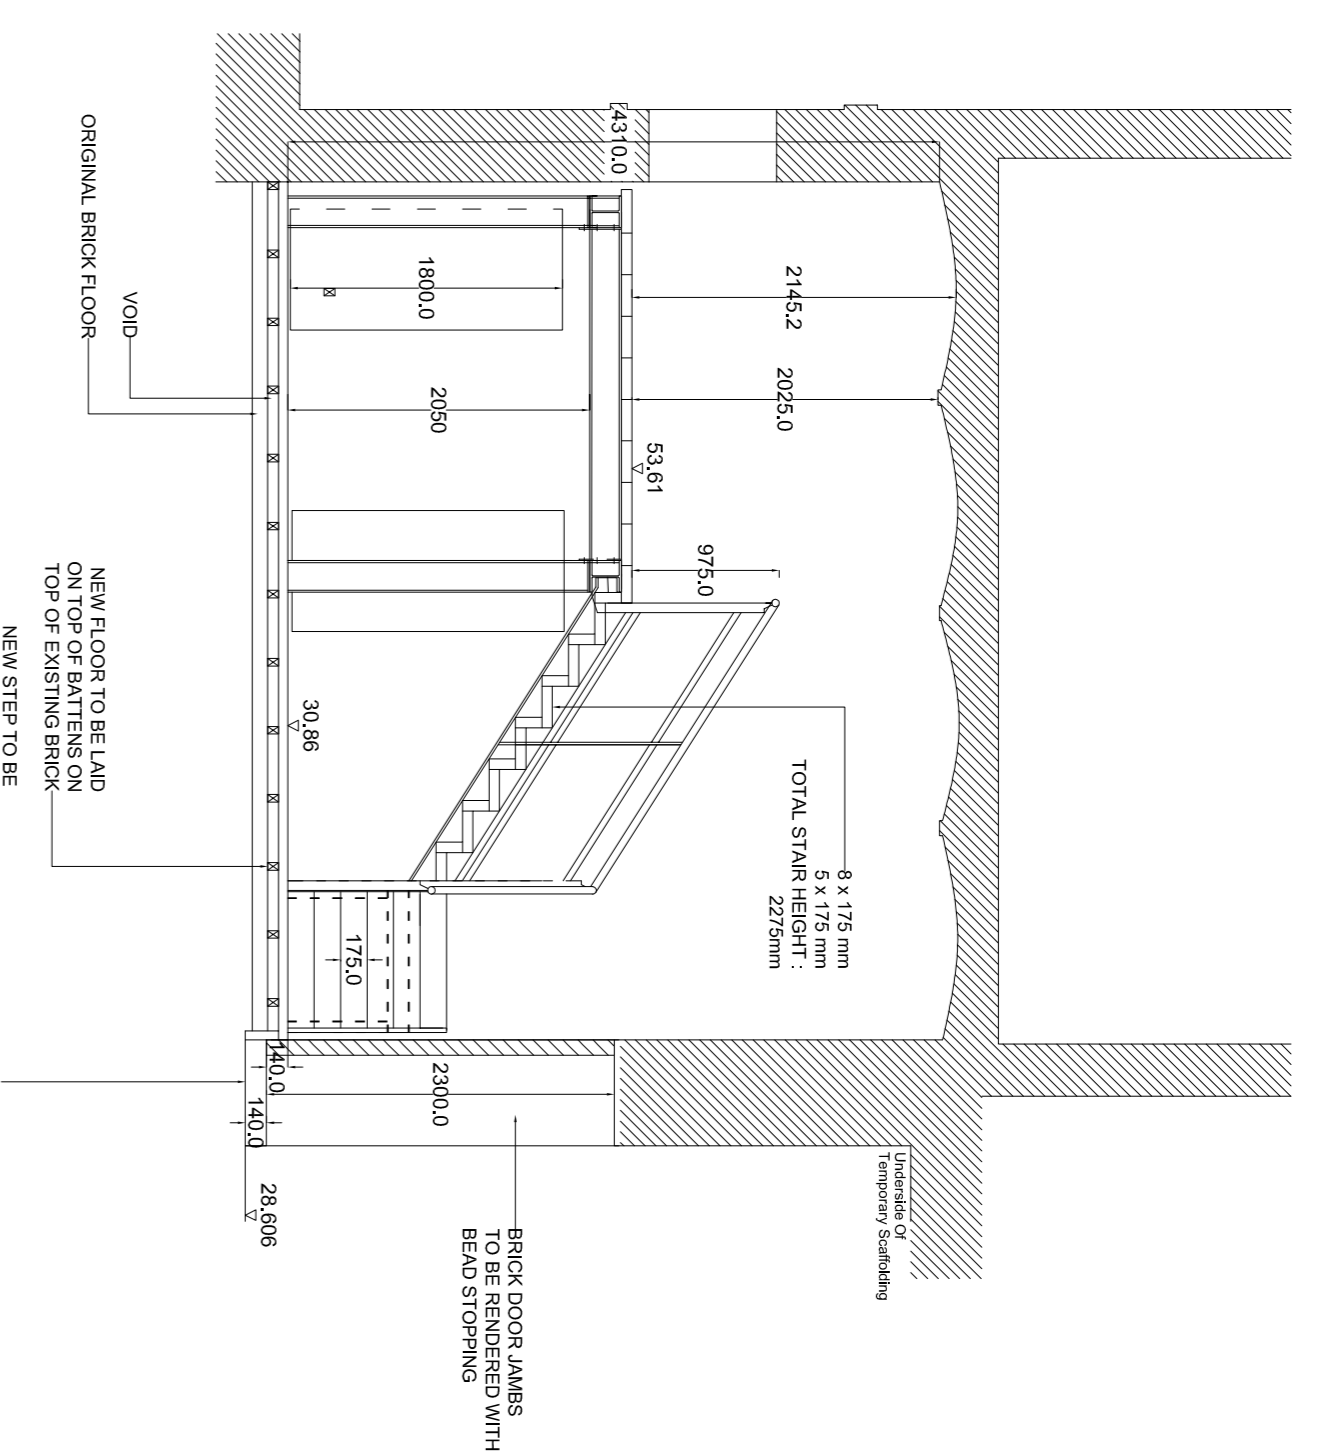 Underside Of
Temporary Scaffolding
8 x 175 mm
5 x 175 mm
TOTAL STAIR HEIGHT :
2275mm
2145.2
2025.0
975.0
53.61
4310.0
BRICK DOOR JAMBS
TO BE RENDERED WITH
BEAD STOPPING
1800.0
2050
2300.0
175.0
30.86
140.0
140.0
28.606
VOID
ORIGINAL BRICK FLOOR
NEW FLOOR TO BE LAID
ON TOP OF BATTENS ON
TOP OF EXISTING BRICK
NEW STEP TO BE